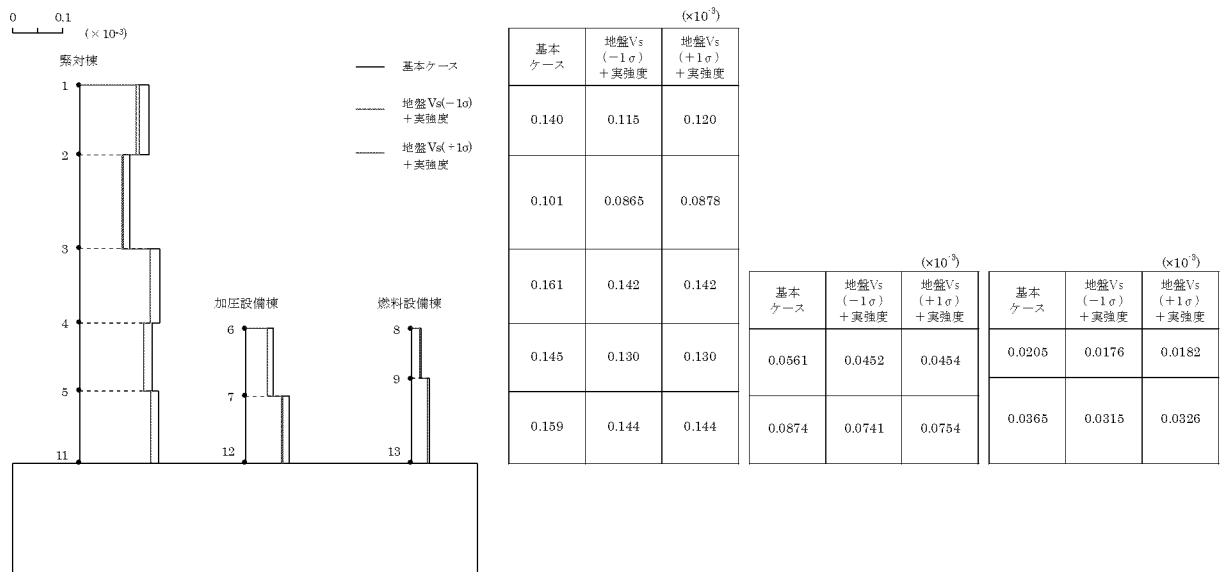 0 0.1
(×10⁻³)
緊対棟
1
2
3
4
5
11
加圧設備棟
6
7
12
燃料設備棟
8
9
13
基本ケース
地盤Vs(−1σ)
+実強度
地盤Vs(+1σ)
+実強度
(×10⁻³)
基本
ケース
地盤Vs
(−1σ)
+実強度
地盤Vs
(+1σ)
+実強度
0.140 0.115 0.120
0.101 0.0865 0.0878
0.161 0.142 0.142
0.145 0.130 0.130
0.159 0.144 0.144
(×10⁻³)
基本
ケース
地盤Vs
(−1σ)
+実強度
地盤Vs
(+1σ)
+実強度
0.0561 0.0452 0.0454
0.0874 0.0741 0.0754
(×10⁻³)
基本
ケース
地盤Vs
(−1σ)
+実強度
地盤Vs
(+1σ)
+実強度
0.0205 0.0176 0.0182
0.0365 0.0315 0.0326